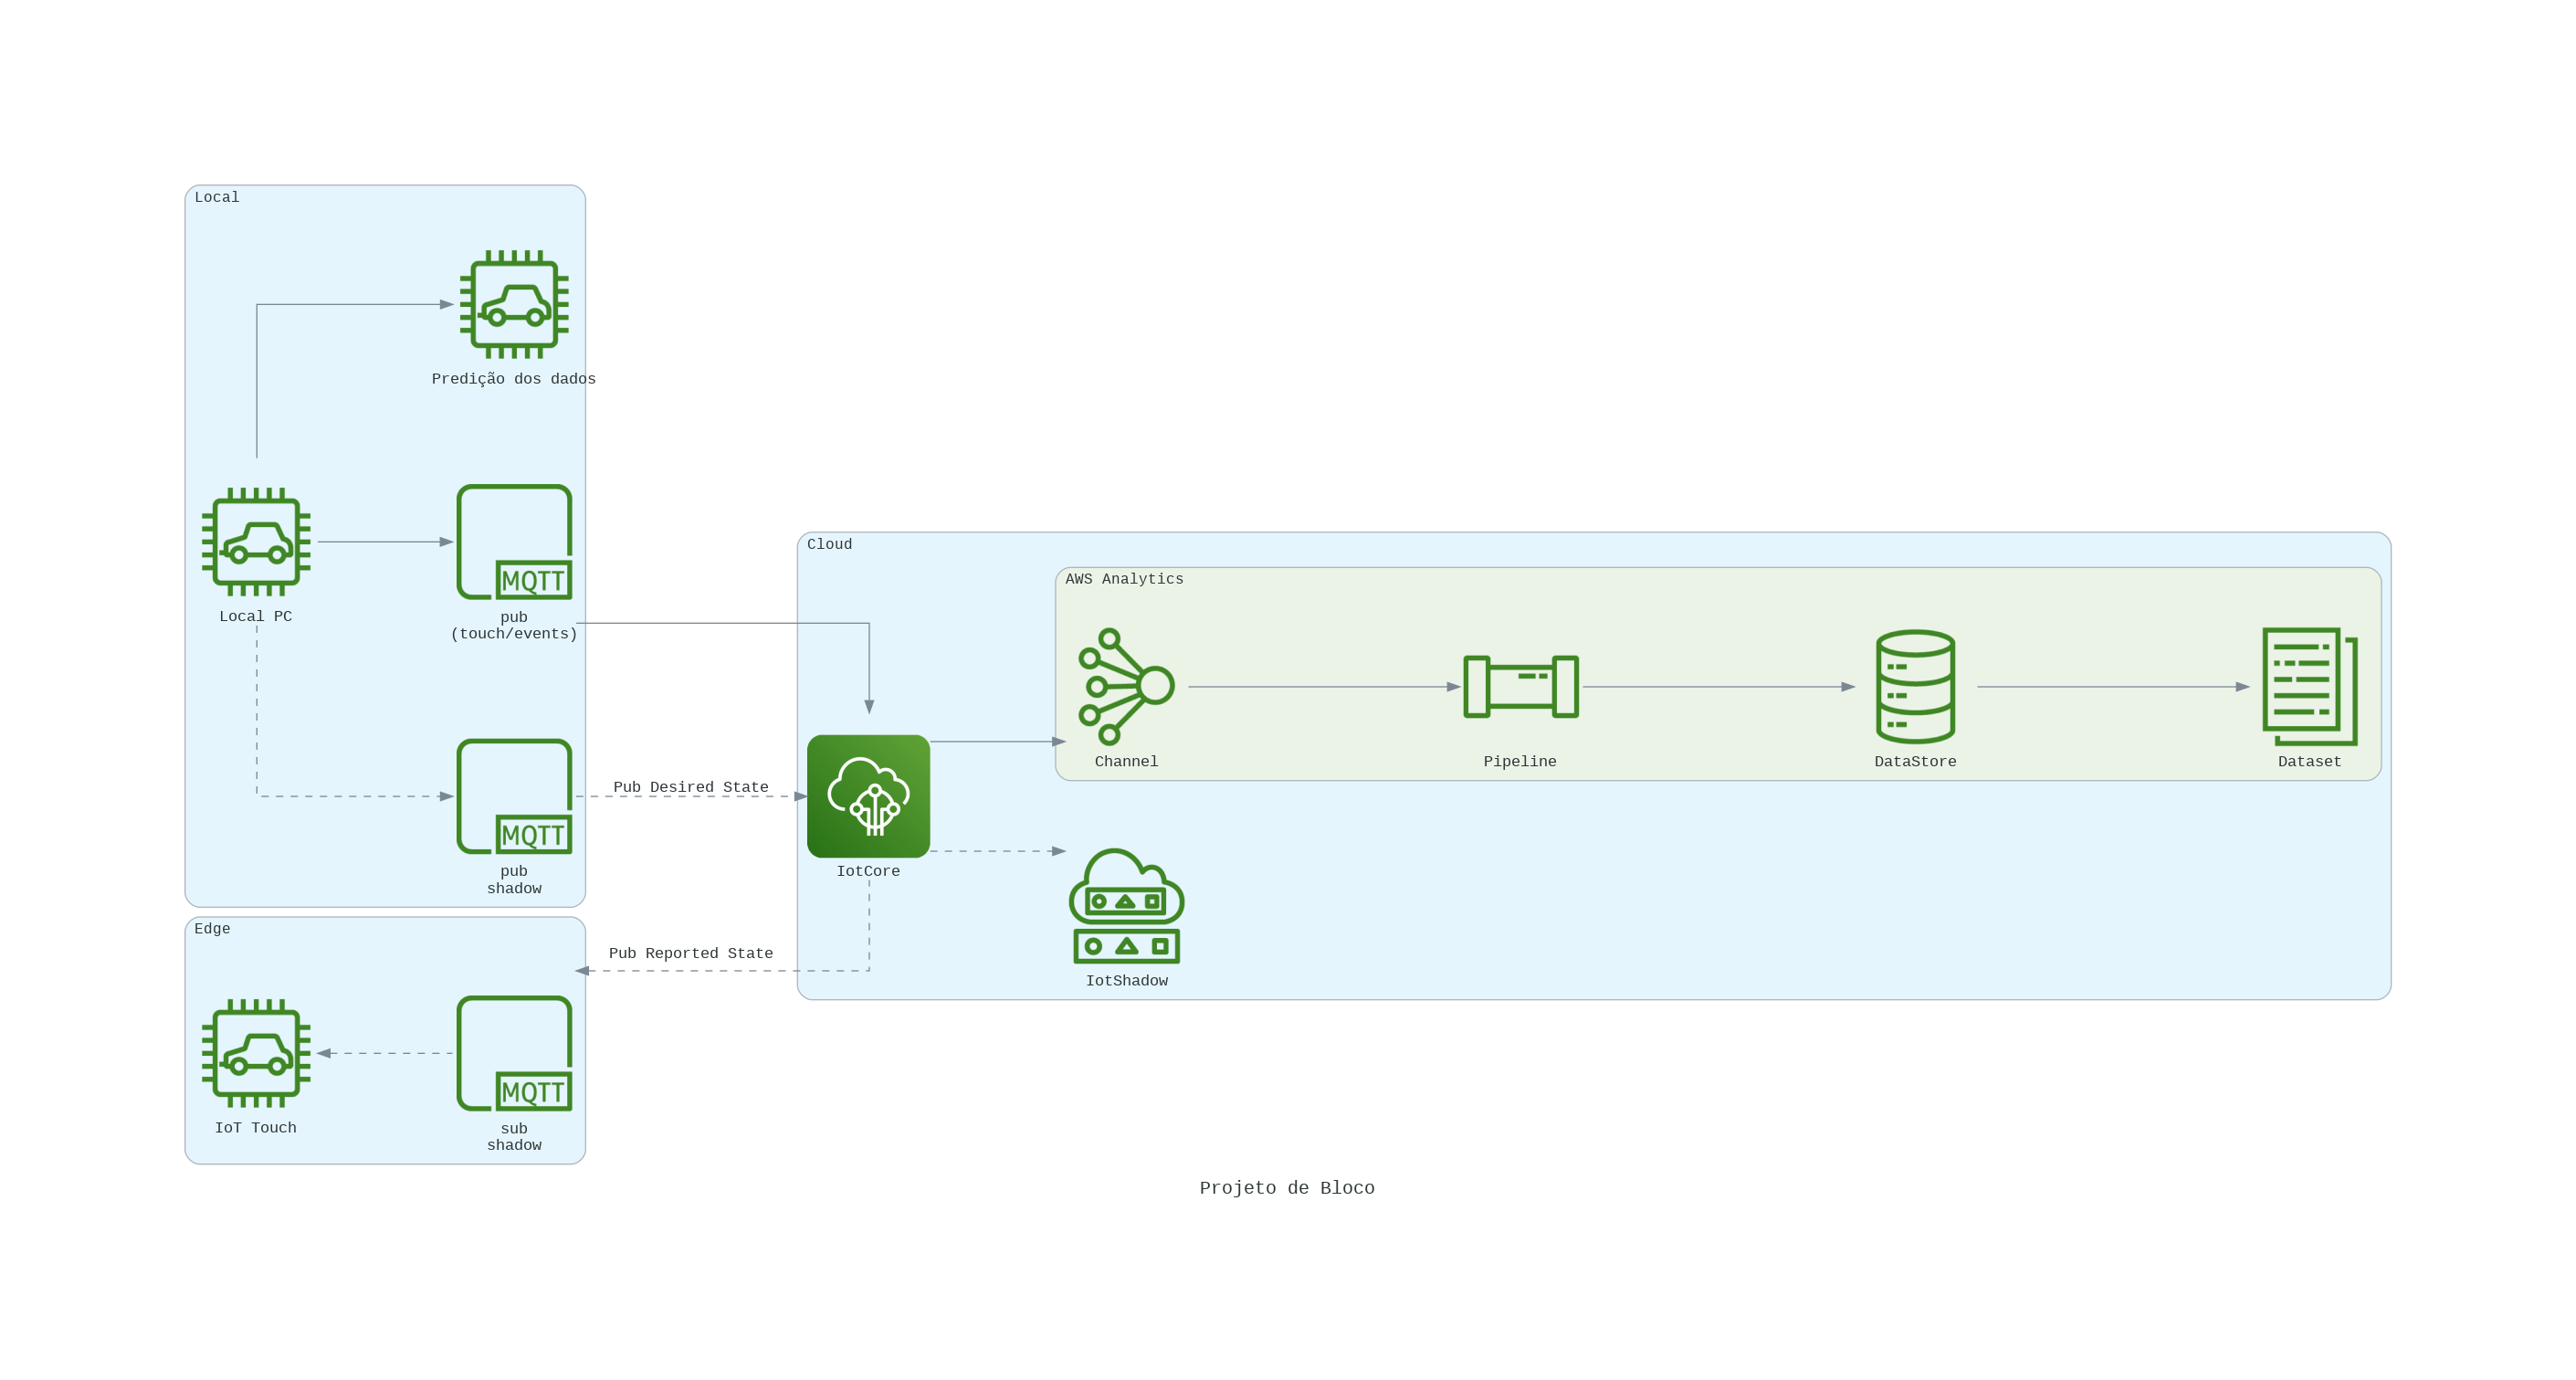 Local
Predição dos dados
Local PC
MQTT
pub
(touch/events)
MQTT
pub
shadow
Edge
IoT Touch
MQTT
sub
shadow
Pub Desired State
Pub Reported State
Cloud
IotCore
AWS Analytics
Channel
Pipeline
DataStore
Dataset
IotShadow
Projeto de Bloco